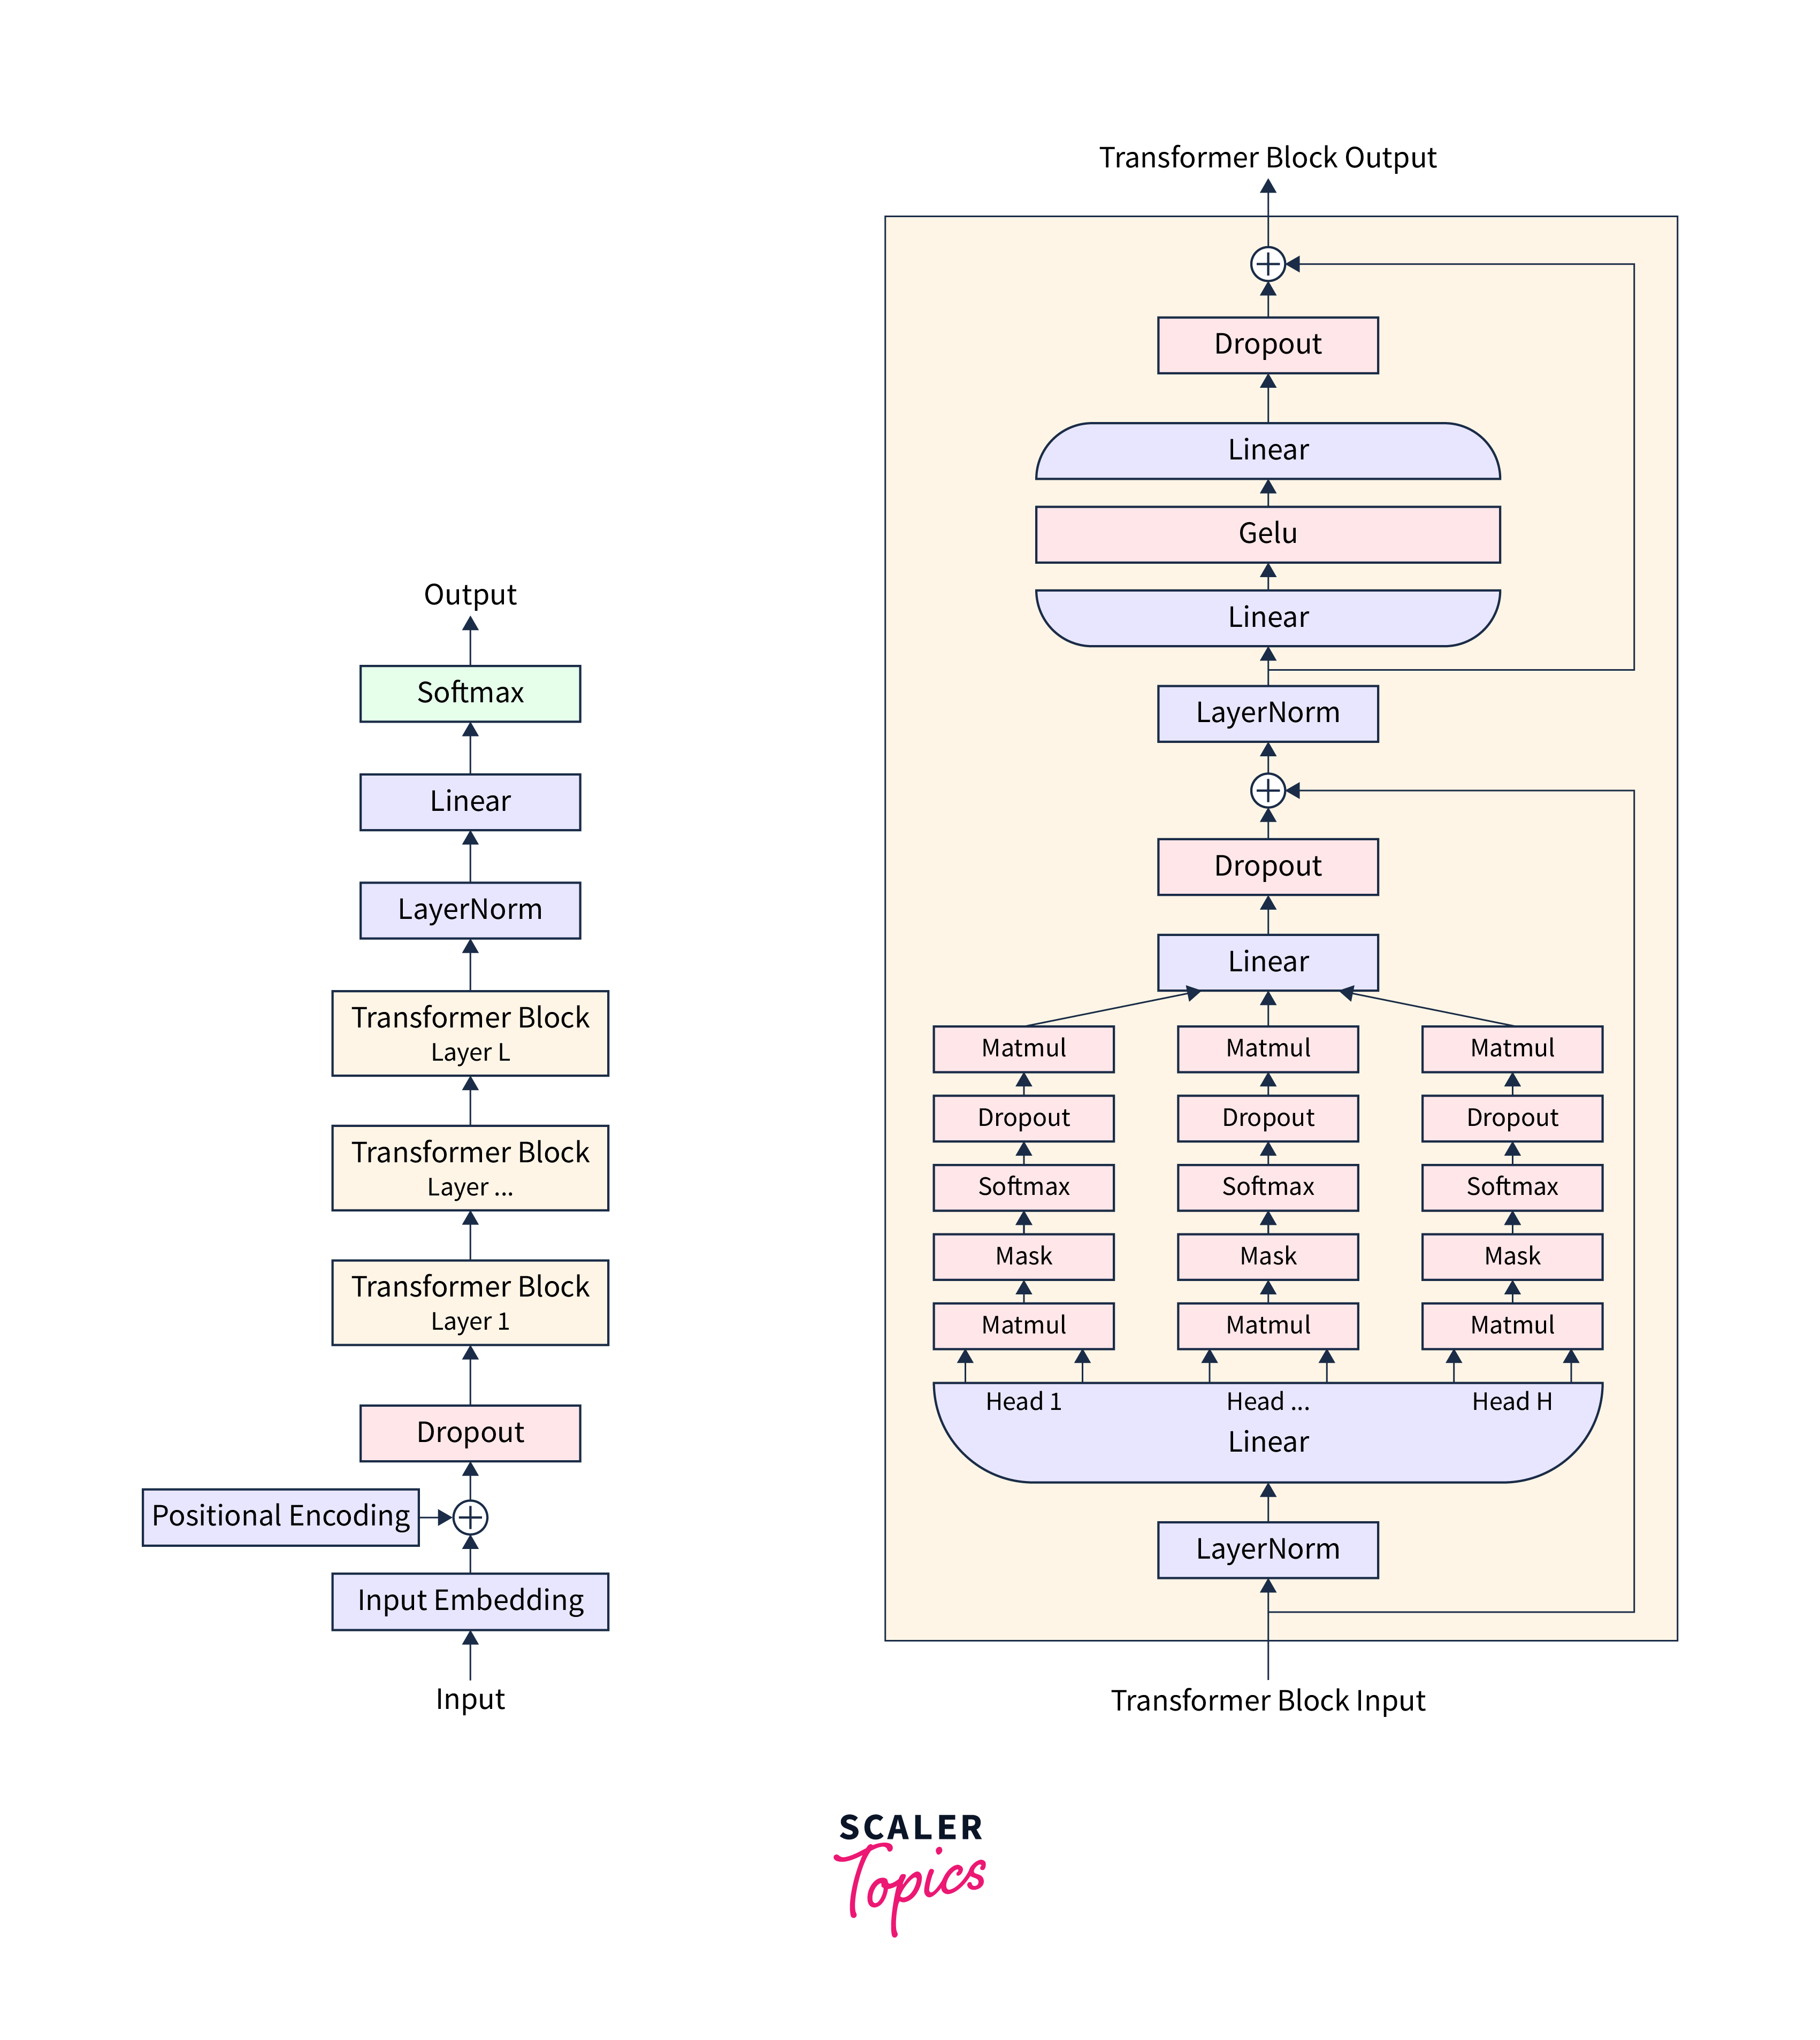 Output
Softmax
Linear
LayerNorm
Transformer Block
Layer L
Transformer Block
Layer ...
Transformer Block
Layer 1
Dropout
Positional Encoding
Input Embedding
Input
Transformer Block Output
Dropout
Linear
Gelu
Linear
LayerNorm
Dropout
Linear
Matmul Matmul Matmul
Dropout Dropout Dropout
Softmax Softmax Softmax
Mask Mask Mask
Matmul Matmul Matmul
Head 1 Head ... Head H
Linear
LayerNorm
Transformer Block Input
SCALER
Topics